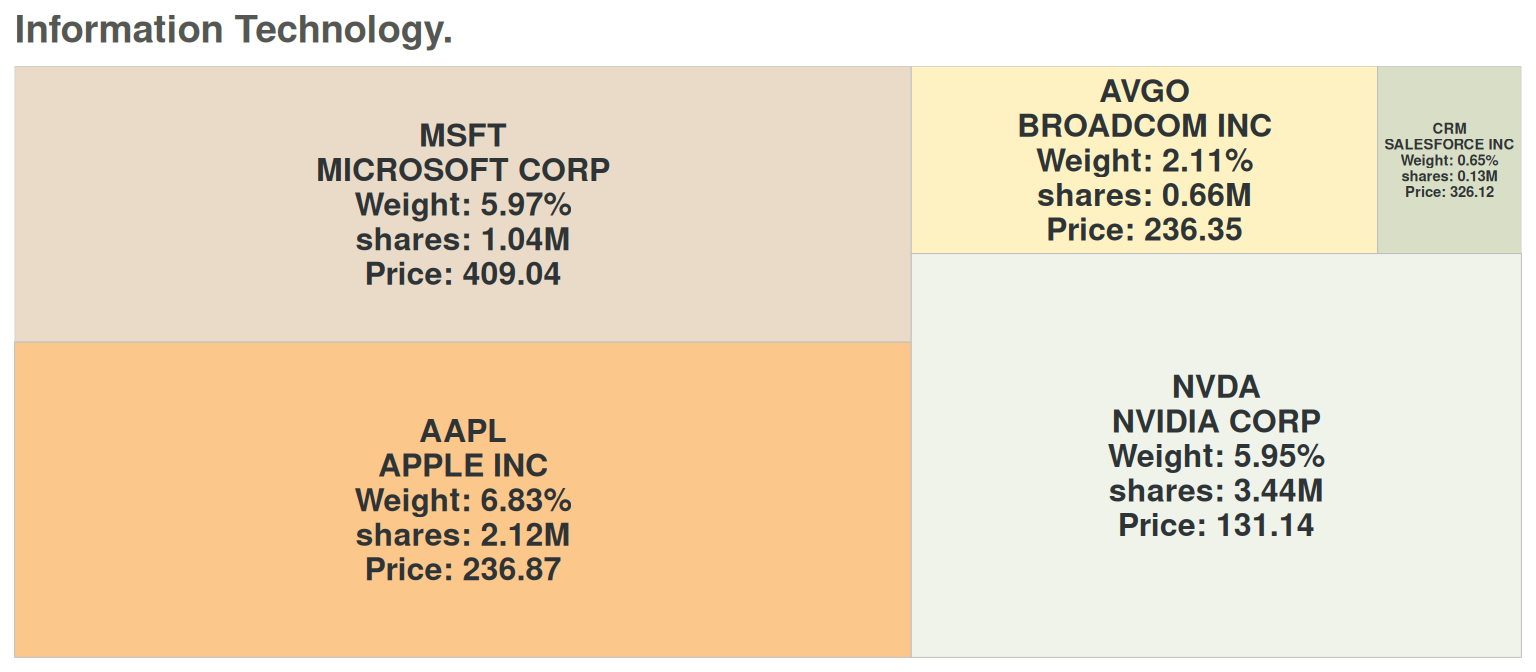 Information Technology.
MSFT
MICROSOFT CORP
Weight: 5.97%
shares: 1.04M
Price: 409.04
AAPL
APPLE INC
Weight: 6.83%
shares: 2.12M
Price: 236.87
AVGO
BROADCOM INC
Weight: 2.11%
shares: 0.66M
Price: 236.35
CRM
SALESFORCE INC
Weight: 0.65%
shares: 0.13M
Price: 326.12
NVDA
NVIDIA CORP
Weight: 5.95%
shares: 3.44M
Price: 131.14